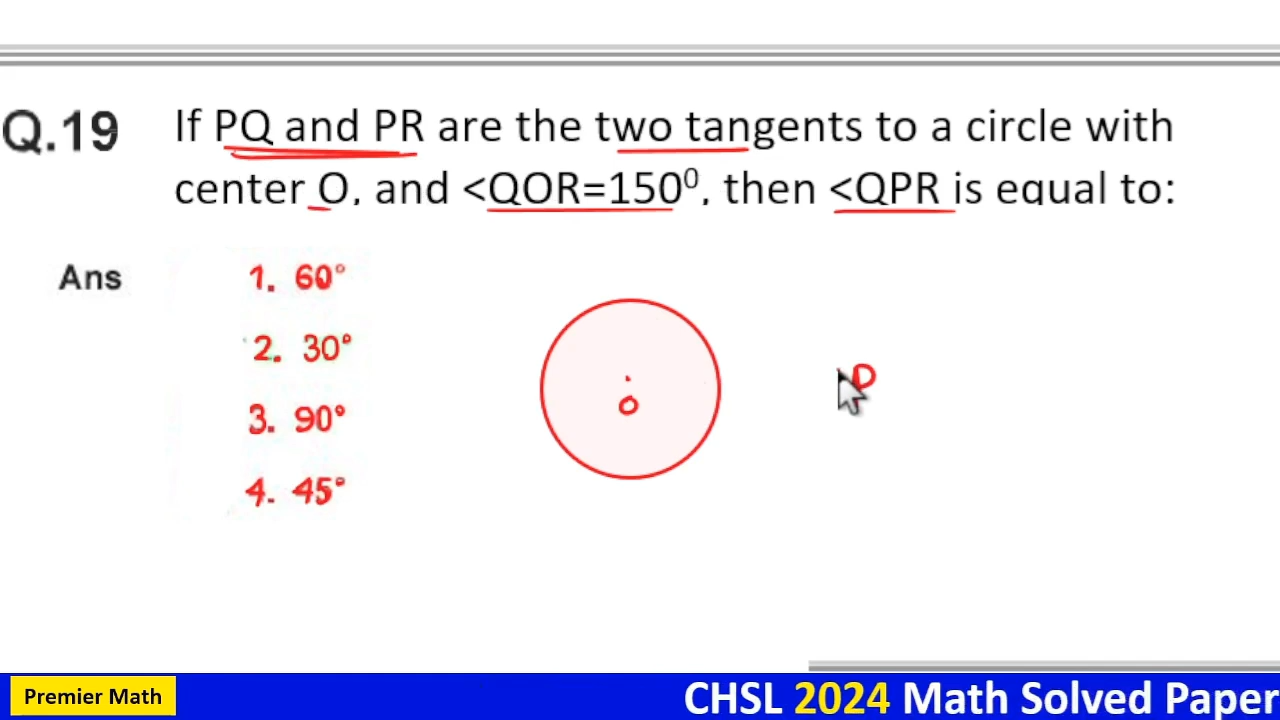 Q.19 If PQ and PR are the two tangents to a circle with
center O, and <QOR=150⁰, then <QPR is equal to:
Ans 1. 60°
2. 30°
3. 90°
4. 45°
O
P
Premier Math
CHSL 2024 Math Solved Paper